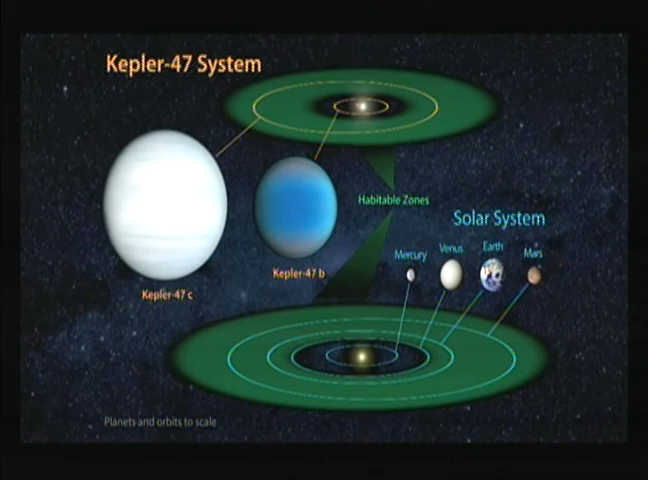 Kepler-47 System
Habitable Zones
Solar System
Mercury
Venus
Earth
Mars
Kepler-47 b
Kepler-47 c
Planets and orbits to scale